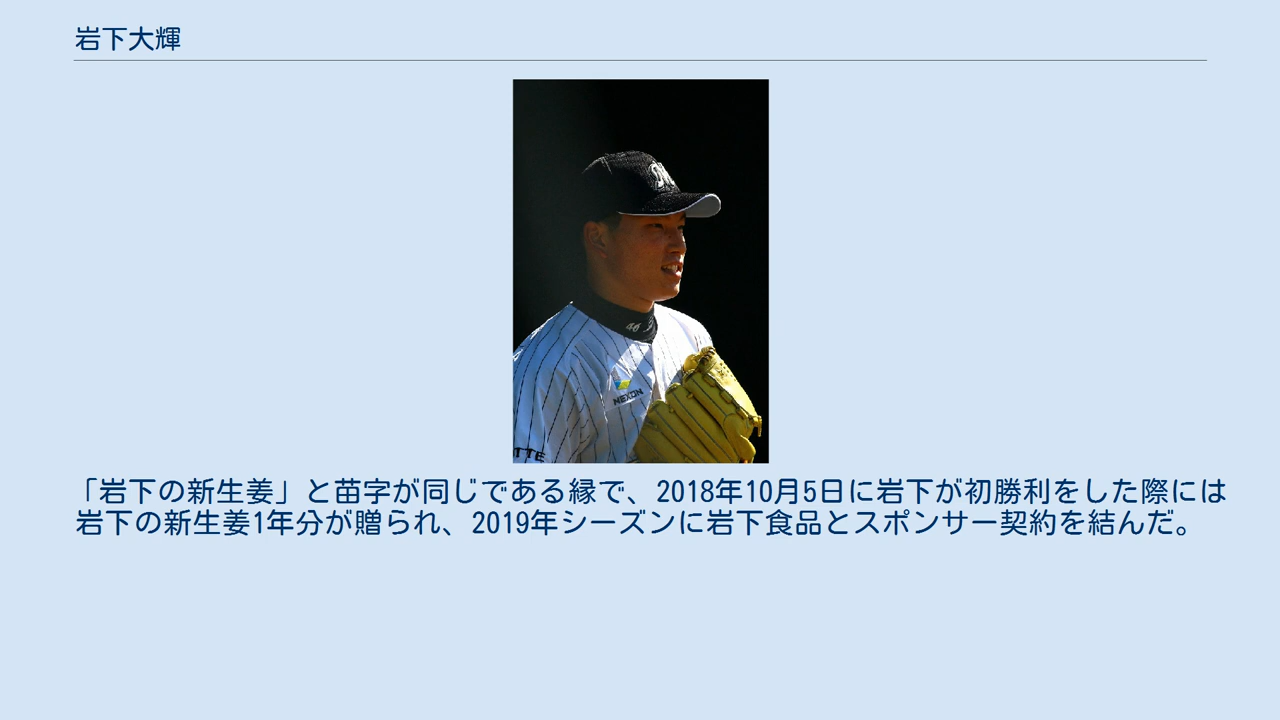 岩下大輝
46
NEXON
TTE
「岩下の新生姜」と苗字が同じである縁で、2018年10月5日に岩下が初勝利をした際には
岩下の新生姜1年分が贈られ、2019年シーズンに岩下食品とスポンサー契約を結んだ。